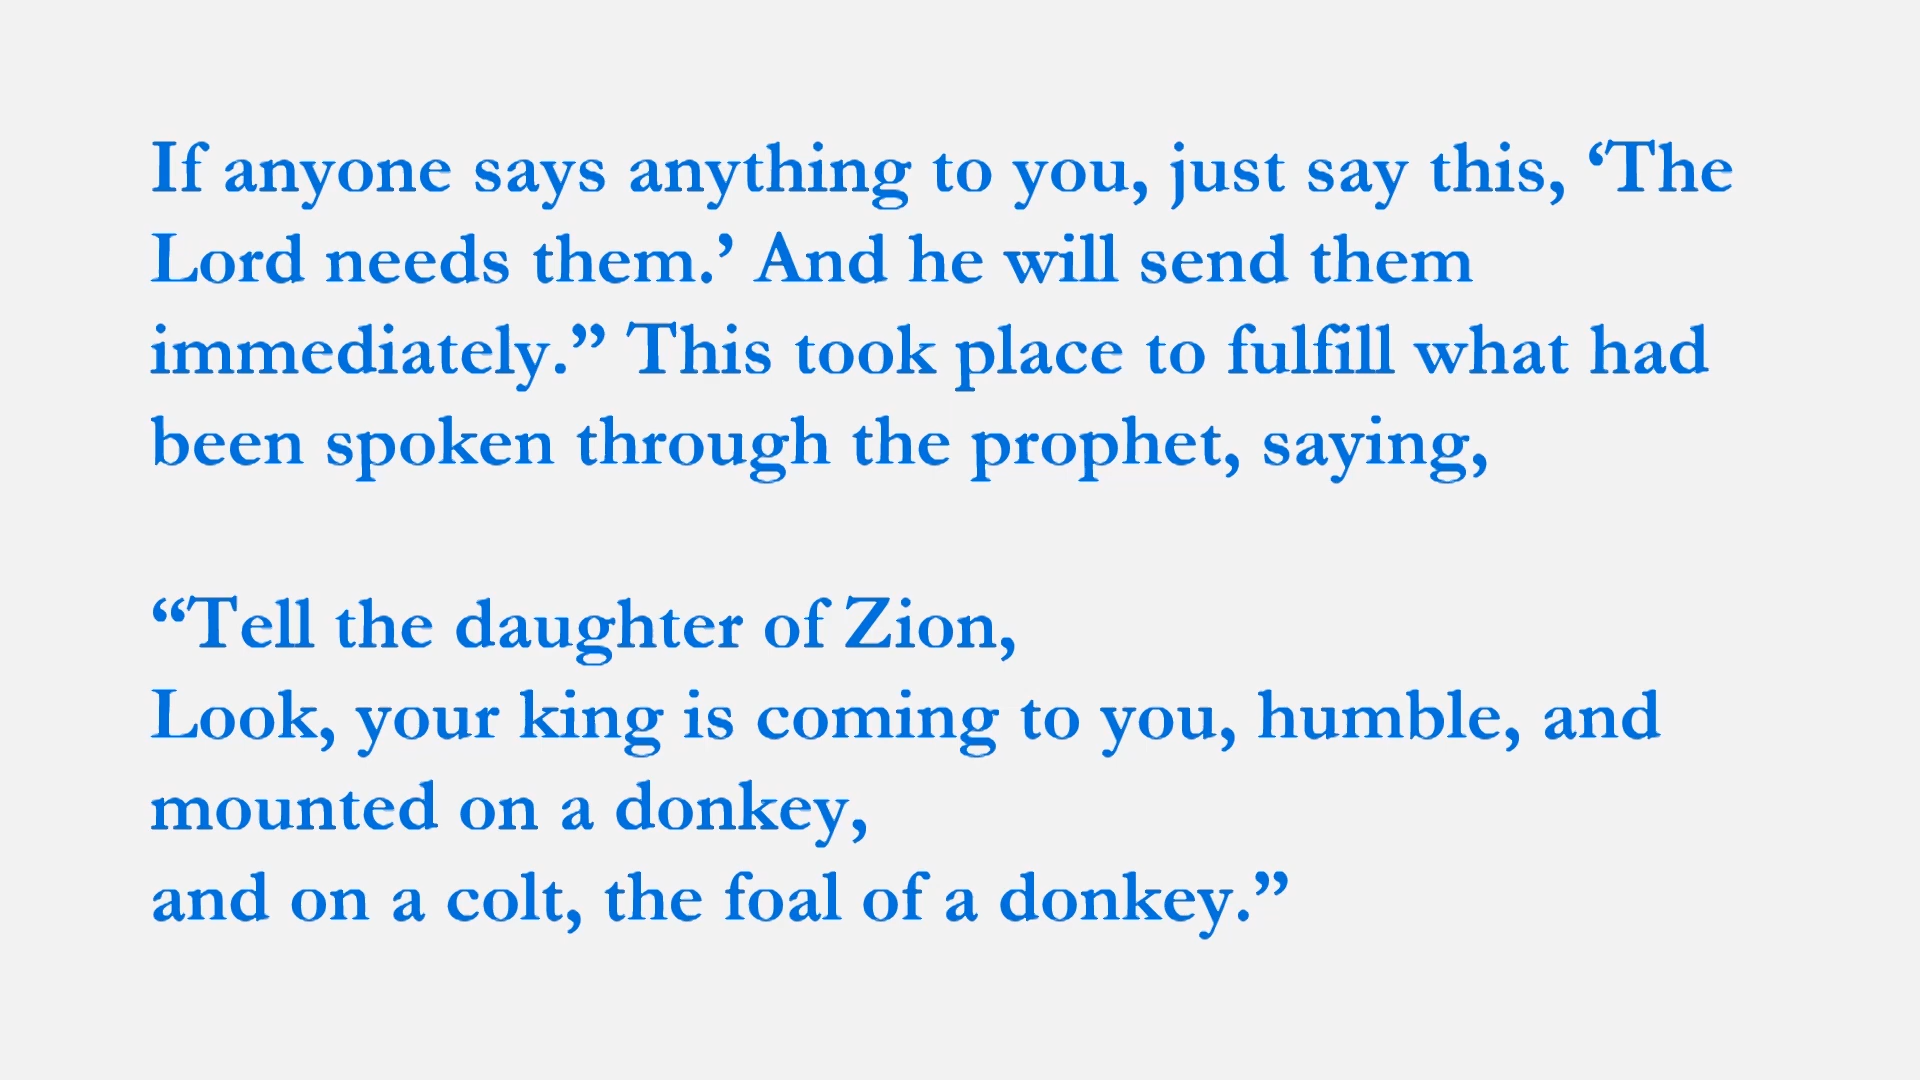 If anyone says anything to you, just say this, ‘The
Lord needs them.’ And he will send them
immediately.” This took place to fulfill what had
been spoken through the prophet, saying,
“Tell the daughter of Zion,
Look, your king is coming to you, humble, and
mounted on a donkey,
and on a colt, the foal of a donkey.”